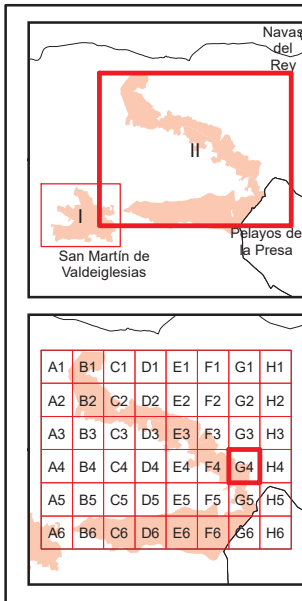 Navas
del
Rey
II
I
Pelayos de
la Presa
San Martín de
Valdeiglesias
A1 B1 C1 D1 E1 F1 G1 H1
A2 B2 C2 D2 E2 F2 G2 H2
A3 B3 C3 D3 E3 F3 G3 H3
A4 B4 C4 D4 E4 F4 G4 H4
A5 B5 C5 D5 E5 F5 G5 H5
A6 B6 C6 D6 E6 F6 G6 H6